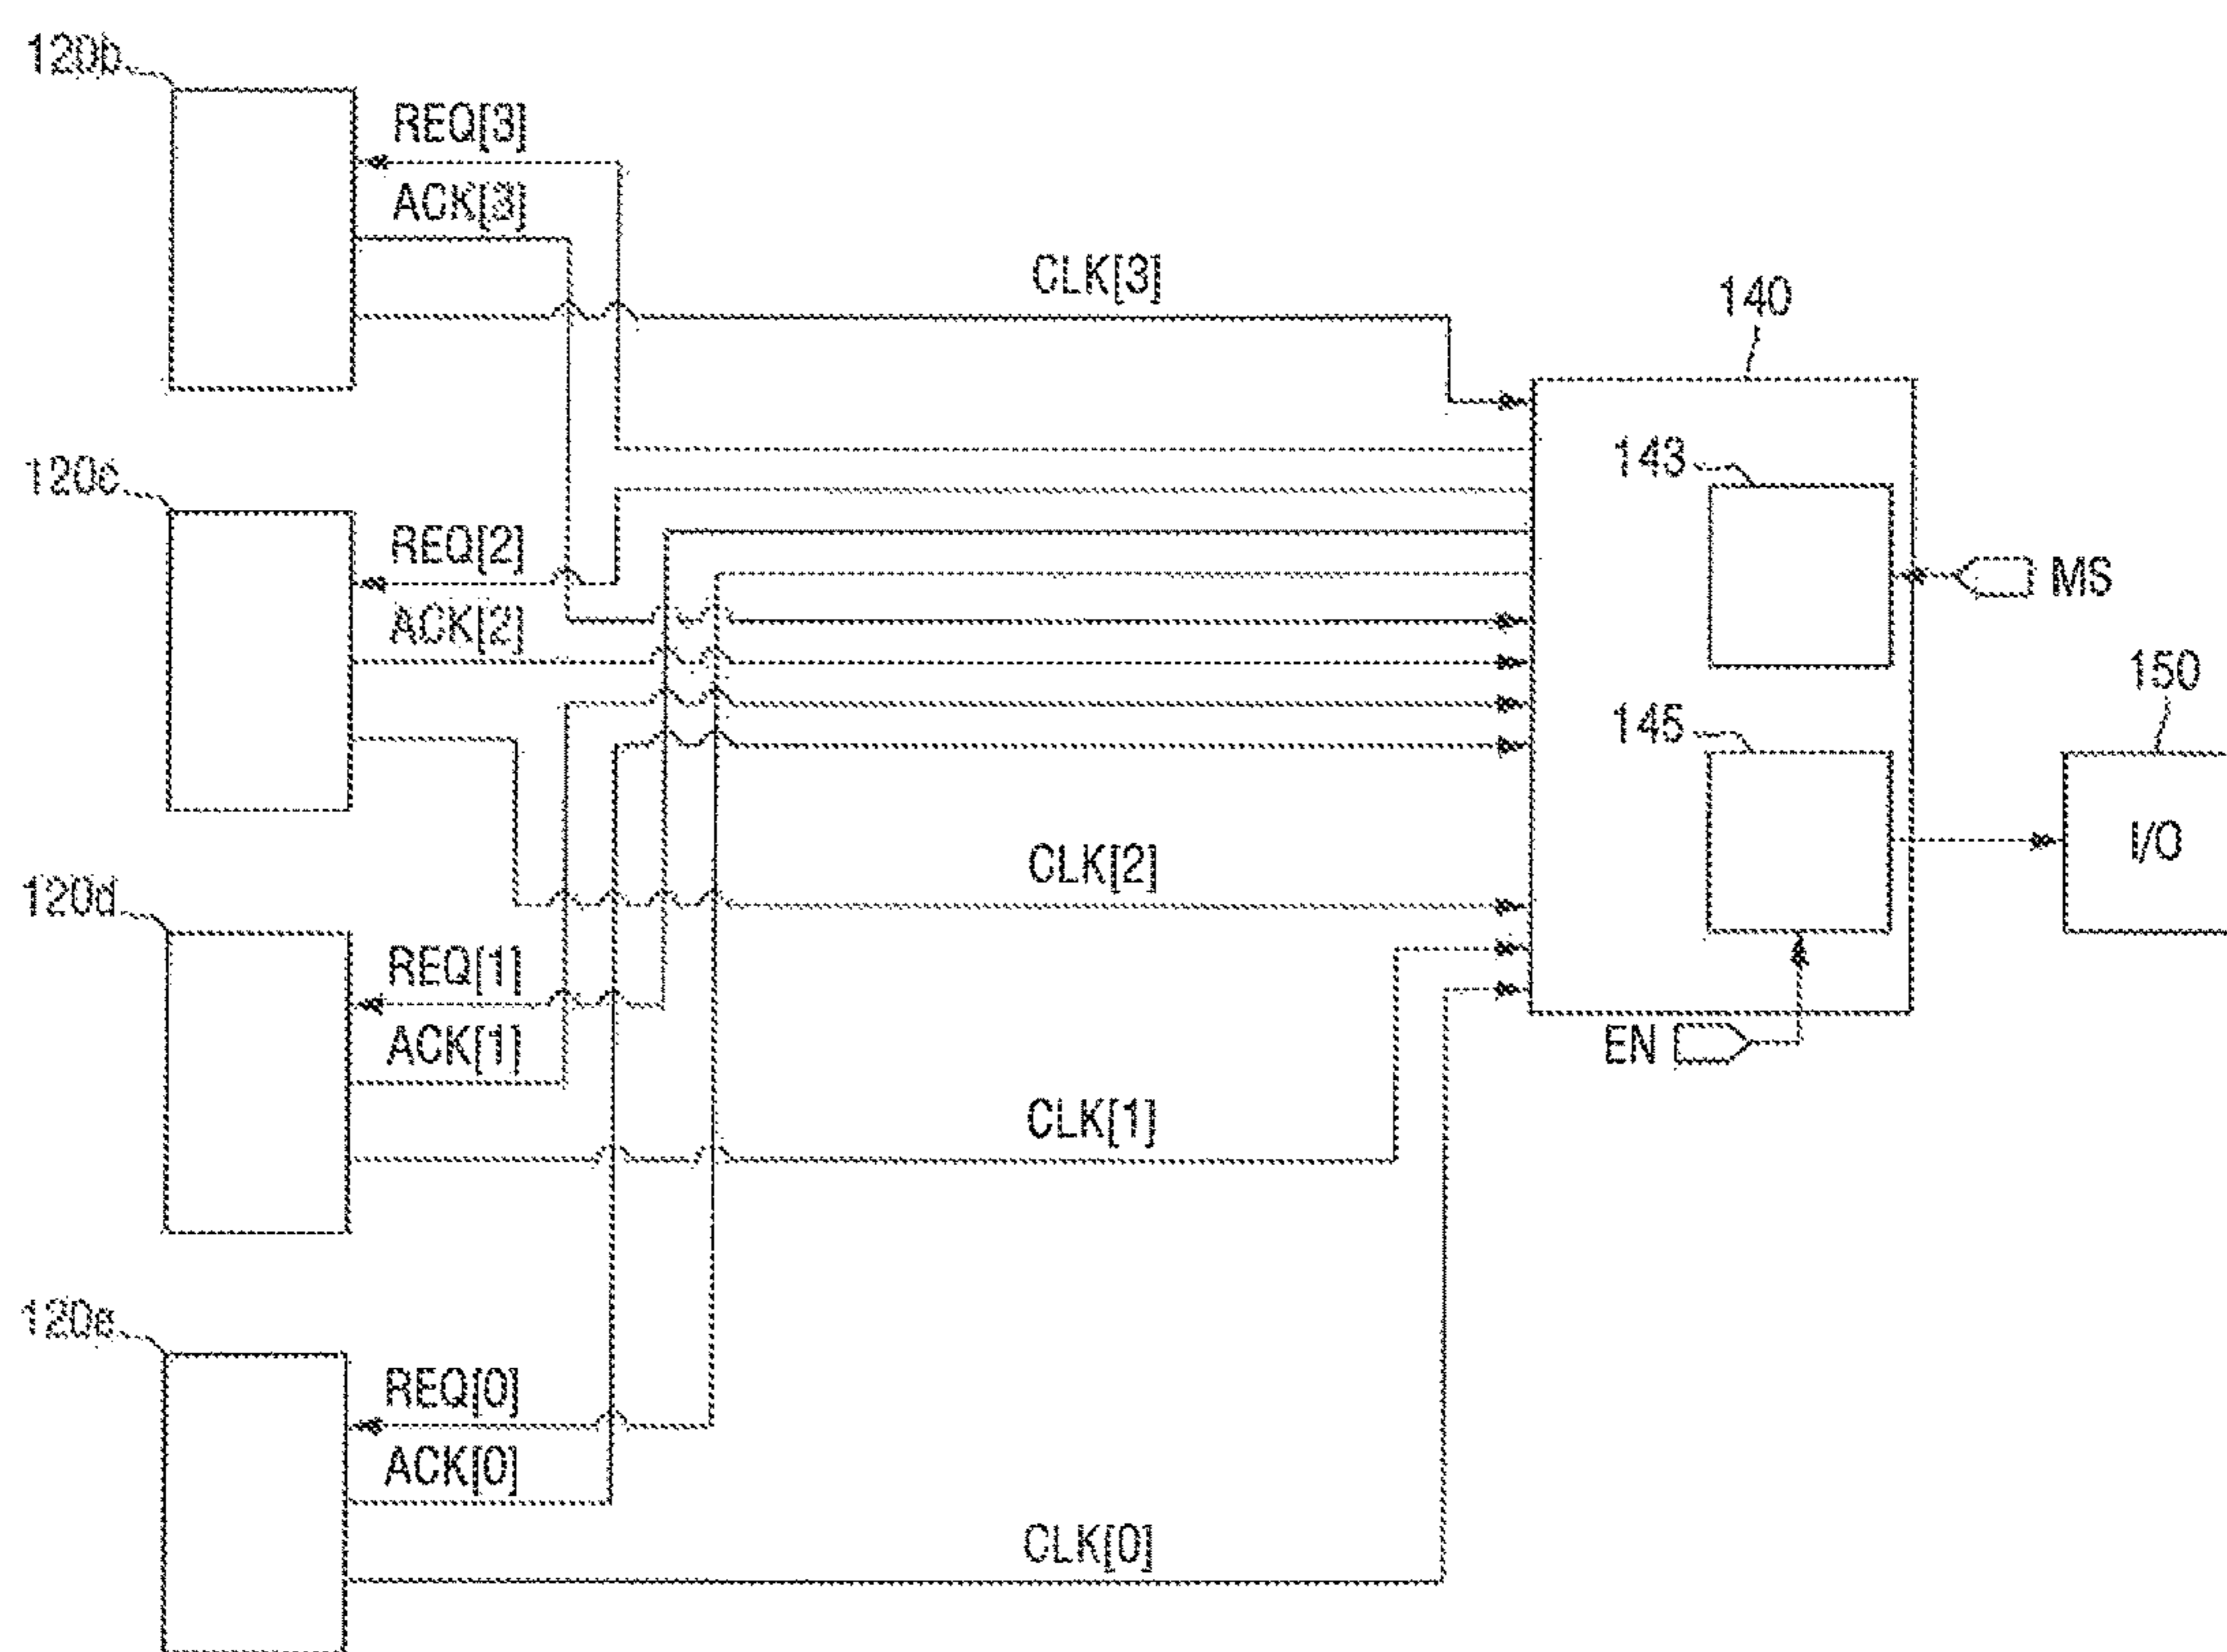 120b
REQ[3]
ACK[3]
CLK[3]
140
120c
143
REQ[2]
MS
ACK[2]
150
145
I/O
CLK[2]
120d
REQ[1]
EN
ACK[1]
CLK[1]
120e
REQ[0]
ACK[0]
CLK[0]